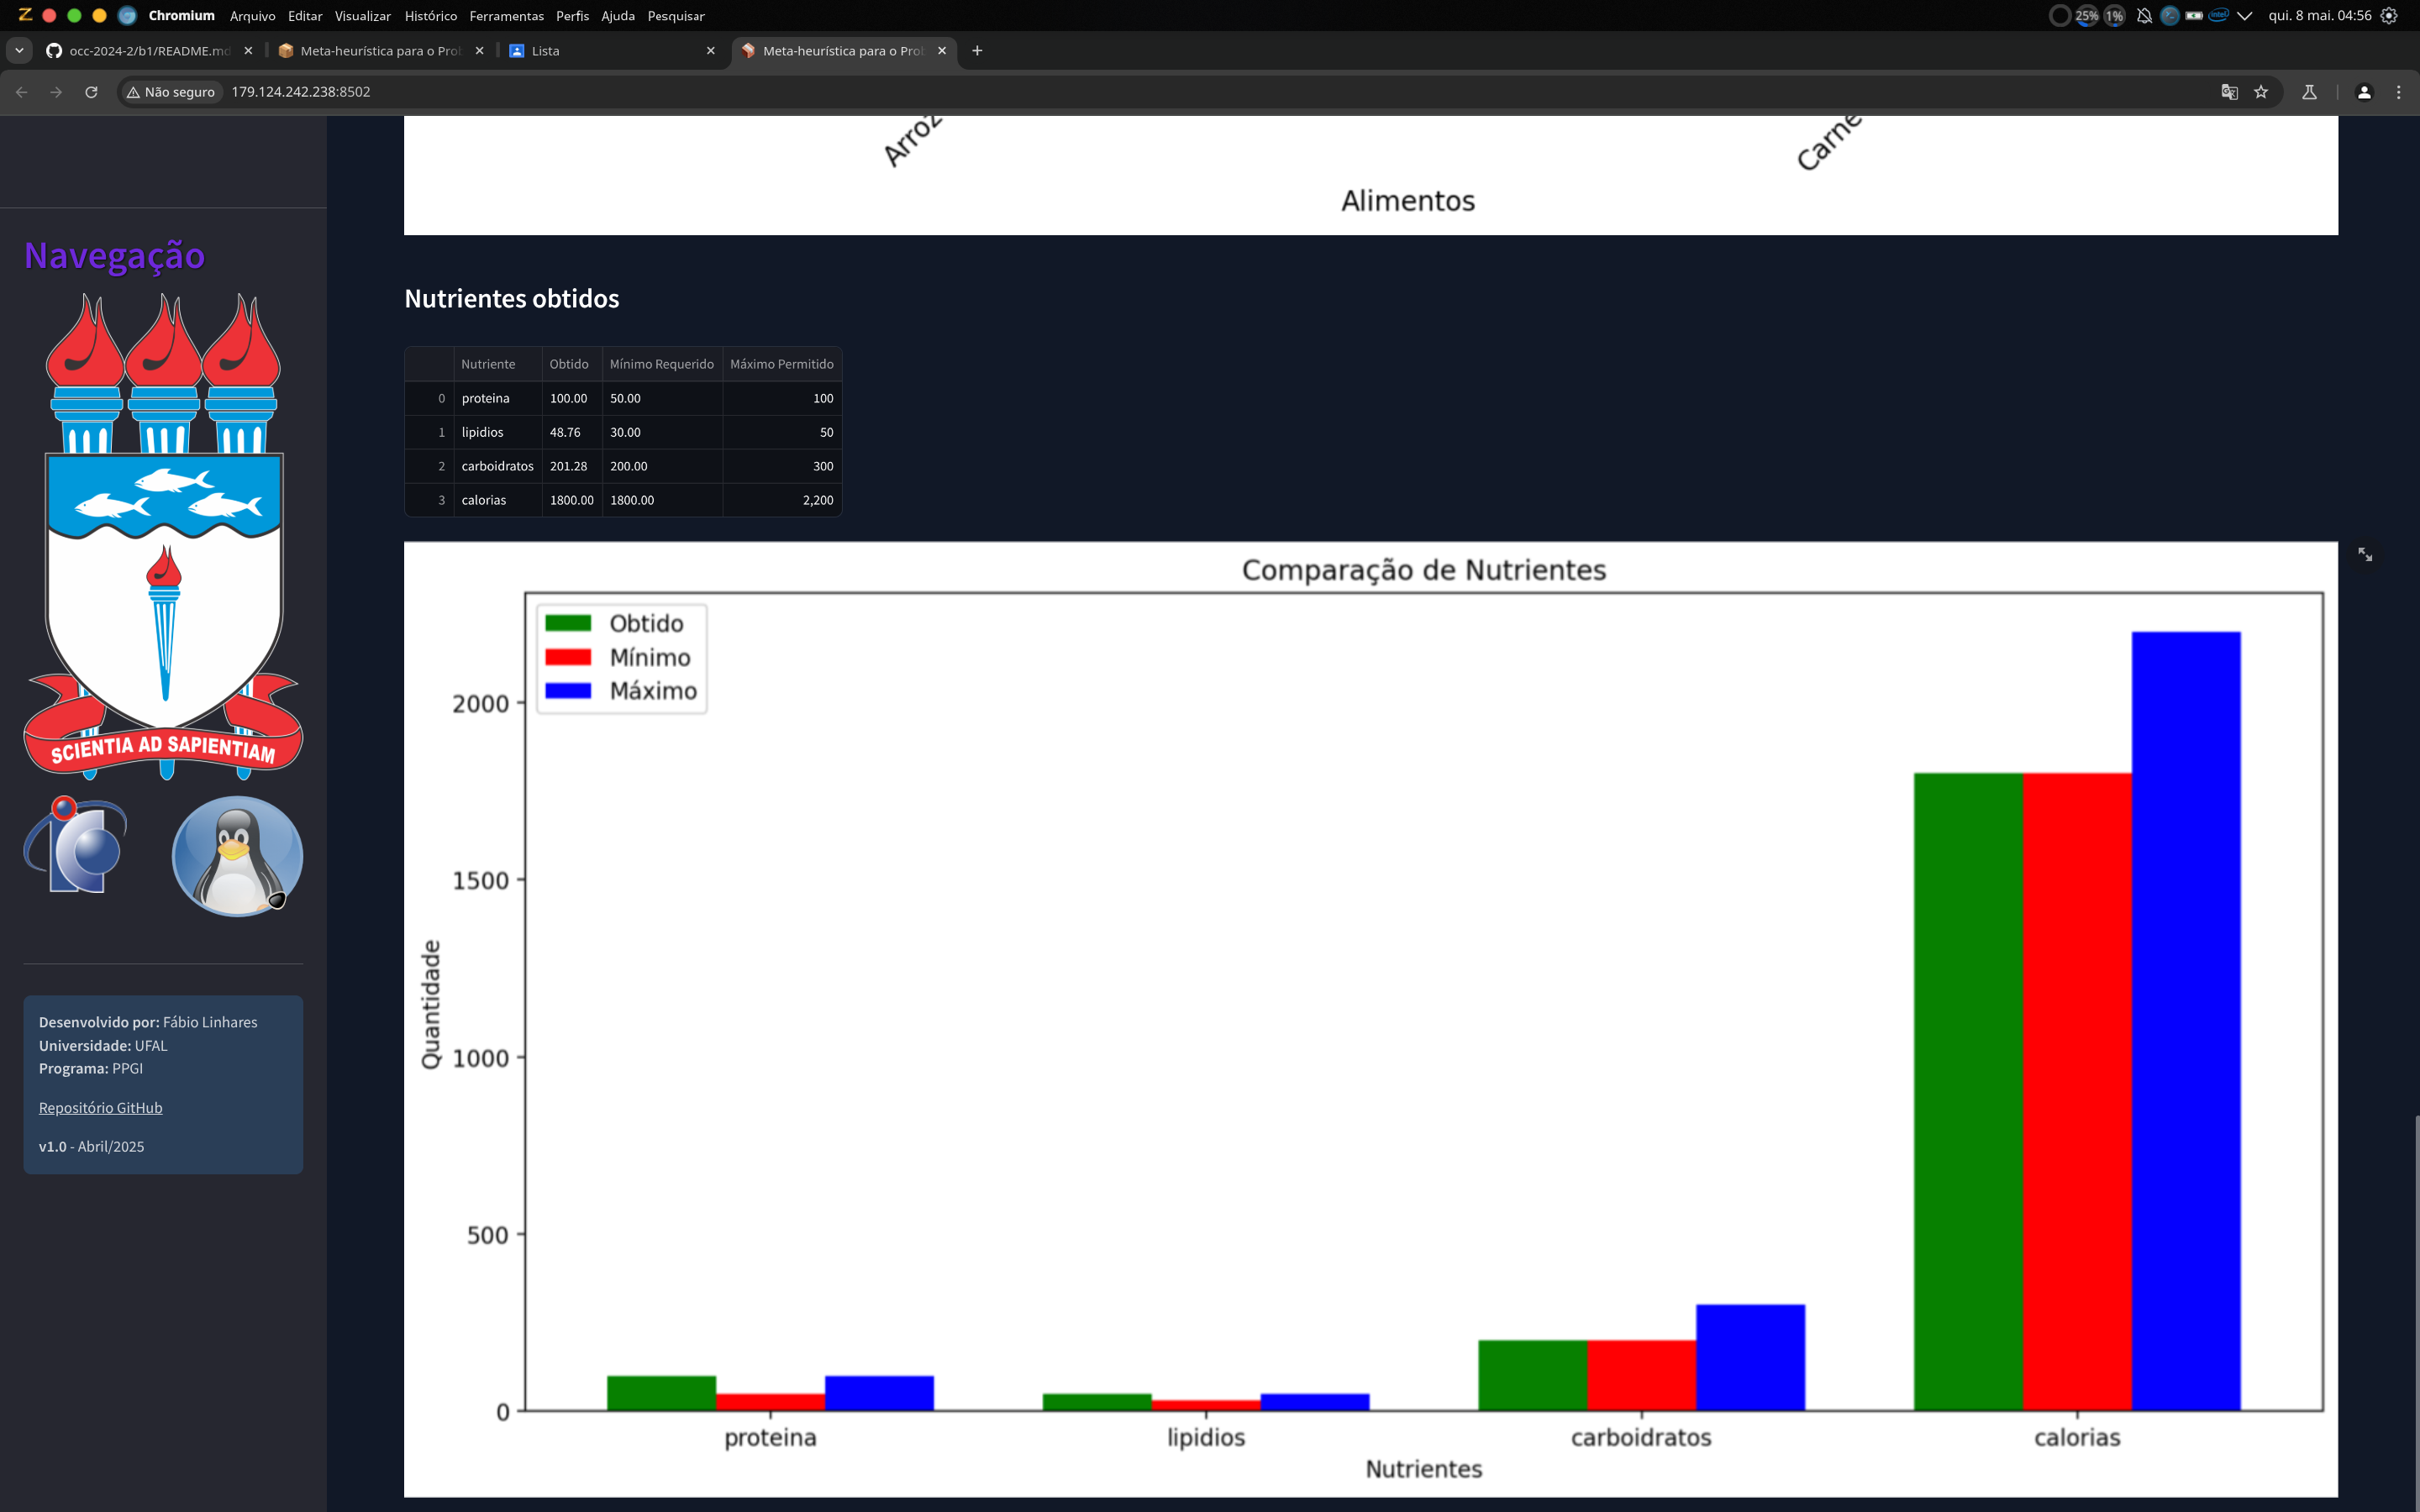 Chromium Arquivo Editar Visualizar Histórico Ferramentas Perfis Ajuda Pesquisar 25% 1% intel qui. 8 mai. 04:56
occ-2024-2/b1/README.md Meta-heurística para o Pro Lista Meta-heurística para o Pro
Não seguro 179.124.242.238:8502
Arroz Carne
Alimentos
Navegação
SCIENTIA AD SAPIENTIAM
Desenvolvido por: Fábio Linhares
Universidade: UFAL
Programa: PPGI
Repositório GitHub
v1.0 - Abril/2025
Nutrientes obtidos
Nutriente Obtido Mínimo Requerido Máximo Permitido
0 proteina 100.00 50.00 100
1 lipidios 48.76 30.00 50
2 carboidratos 201.28 200.00 300
3 calorias 1800.00 1800.00 2,200
Comparação de Nutrientes
Obtido
Mínimo
Máximo
Quantidade
2000
1500
1000
500
0
proteina lipidios carboidratos calorias
Nutrientes